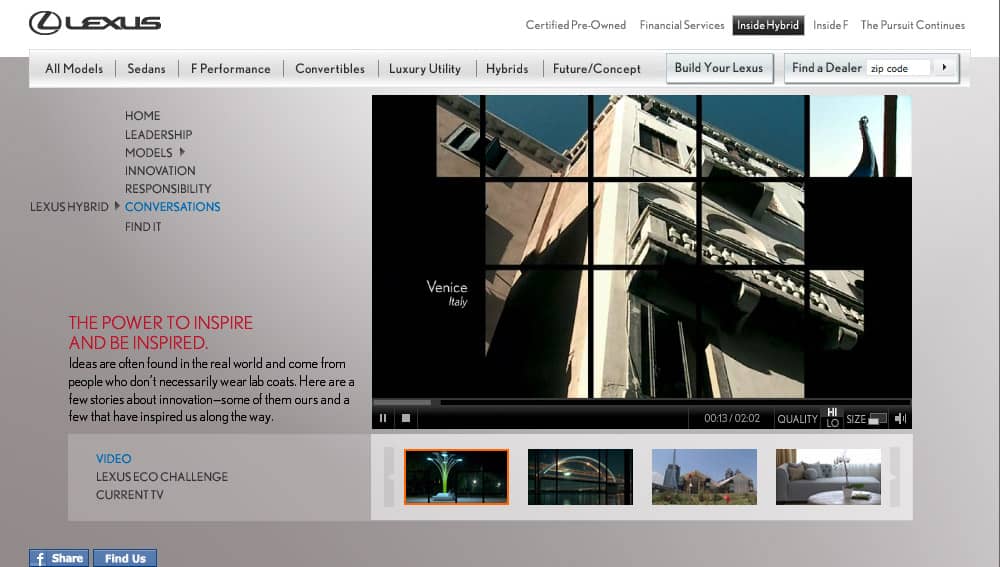 LEXUS
Certified Pre-Owned Financial Services Inside Hybrid Inside F The Pursuit Continues
All Models Sedans F Performance Convertibles Luxury Utility Hybrids Future/Concept Build Your Lexus Find a Dealer zip code
HOME
LEADERSHIP
MODELS
INNOVATION
RESPONSIBILITY
LEXUS HYBRID CONVERSATIONS
FIND IT
Venice
Italy
THE POWER TO INSPIRE
AND BE INSPIRED.
Ideas are often found in the real world and come from
people who don't necessarily wear lab coats. Here are a
few stories about innovation—some of them ours and a
few that have inspired us along the way.
00:13 / 02:02 QUALITY HI LO SIZE
VIDEO
LEXUS ECO CHALLENGE
CURRENT TV
f Share Find Us